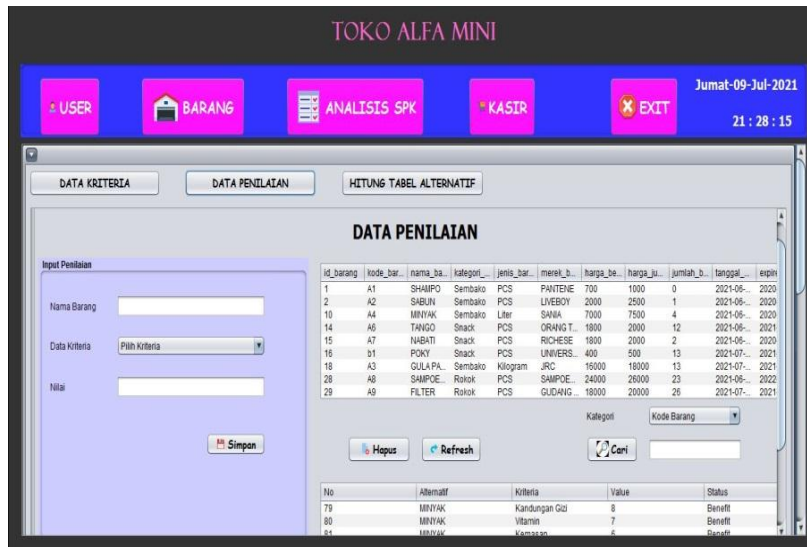 TOKO ALFA MINI
Jumat-09-Jul-2021
USER BARANG ANALISIS SPK KASIR EXIT
21 : 28 : 15
DATA KRITERIA DATA PENILAIAN HITUNG TABEL ALTERNATIF
DATA PENILAIAN
Input Penilaian
Nama Barang
Data Kriteria Pilih Kriteria
Nilai
Simpan
id_barang kode_bar... nama_ba... kategori_... jenis_bar... merek_b... harga_be... harga_ju... jumlah_b... tanggal_... expire
1 A1 SHAMPO Sembako PCS PANTENE 700 1000 0 2021-06-... 2020
2 A2 SABUN Sembako PCS LIVEBOY 2000 2500 1 2021-06-... 2020
10 A4 MINYAK Sembako Liter SANIA 7000 7500 4 2021-06-... 2020
14 A6 TANGO Snack PCS ORANG T... 1800 2000 12 2021-06-... 2021
15 A7 NABATI Snack PCS RICHESE 1800 2000 2 2021-06-... 2020
16 b1 POKY Snack PCS UNIVERS... 400 500 13 2021-07-... 2021
18 A3 GULA PA... Sembako Kilogram JRC 16000 18000 13 2021-07-... 2021
28 A8 SAMPOE... Rokok PCS SAMPOE... 24000 26000 23 2021-06-... 2022
29 A9 FILTER Rokok PCS GUDANG ... 18000 20000 26 2021-07-... 2021
Kategori Kode Barang
Hapus Refresh Cari
No Alternatif Kriteria Value Status
79 MINYAK Kandungan Gizi 8 Benefit
80 MINYAK Vitamin 7 Benefit
81 MINYAK Kemasan 6 Benefit